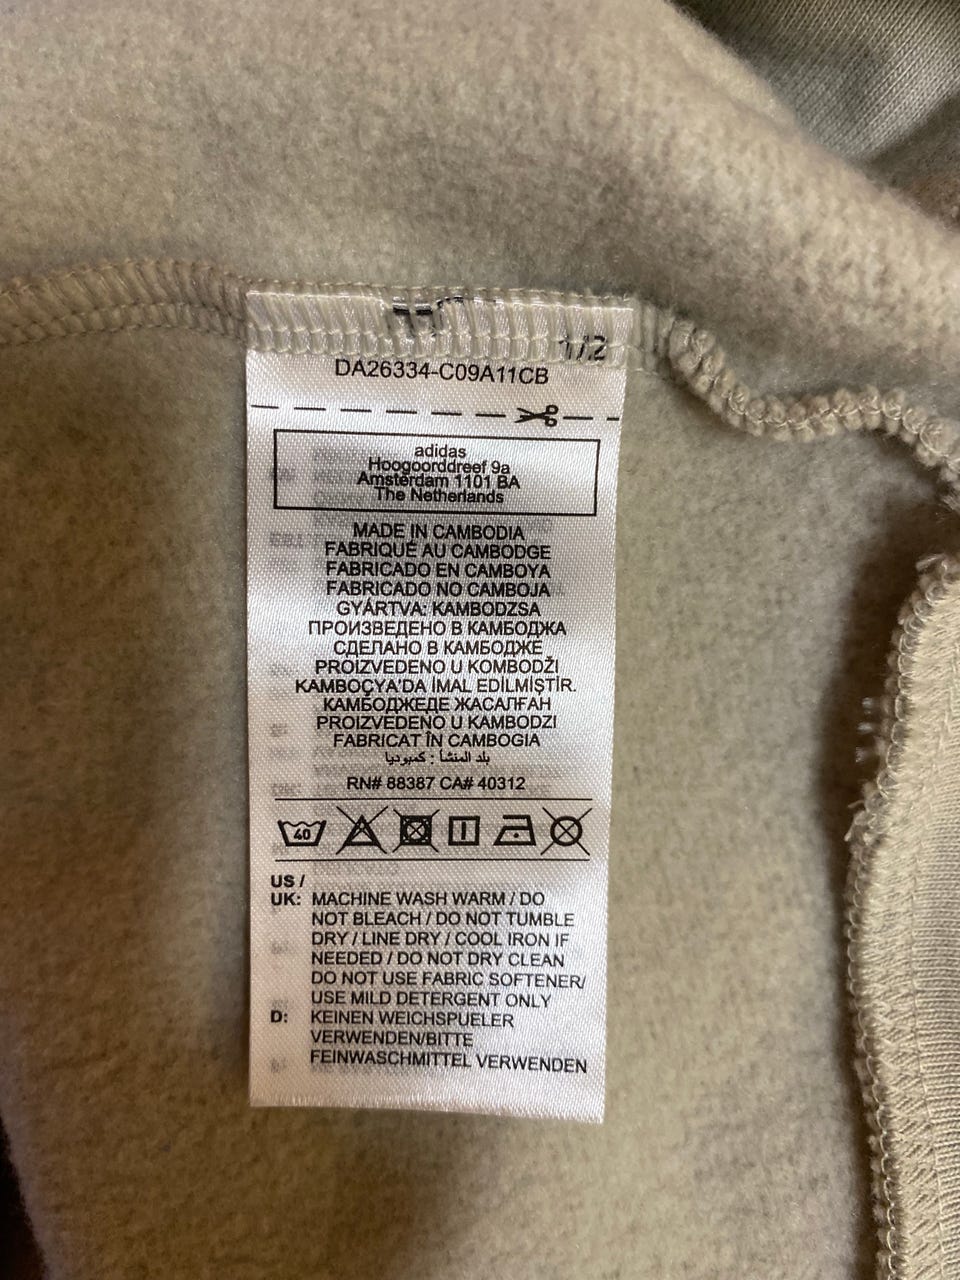 1/2
DA26334-C09A11CB
adidas
Hoogoorddreef 9a
Amsterdam 1101 BA
The Netherlands
MADE IN CAMBODIA
FABRIQUÉ AU CAMBODGE
FABRICADO EN CAMBOYA
FABRICADO NO CAMBOJA
GYÁRTVA: KAMBODZSA
ПРОИЗВЕДЕНО В КАМБОДЖА
СДЕЛАНО В КАМБОДЖЕ
PROIZVEDENO U KOMBODŽI
KAMBOÇYA'DA İMAL EDİLMİŞTİR.
КАМБОДЖЕДЕ ЖАСАЛҒАН
PROIZVEDENO U KAMBODZI
FABRICAT ÎN CAMBOGIA
بلد المنشأ : كمبوديا
RN# 88387 CA# 40312
40
US /
UK: MACHINE WASH WARM / DO
NOT BLEACH / DO NOT TUMBLE
DRY / LINE DRY / COOL IRON IF
NEEDED / DO NOT DRY CLEAN
DO NOT USE FABRIC SOFTENER/
USE MILD DETERGENT ONLY
D: KEINEN WEICHSPUELER
VERWENDEN/BITTE
FEINWASCHMITTEL VERWENDEN